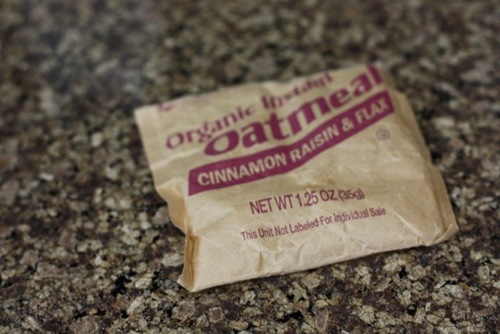 Organic Instant
Oatmeal
CINNAMON RAISIN & FLAX
NET WT 1.25 OZ (35g)
This Unit Not Labeled For Individual Sale